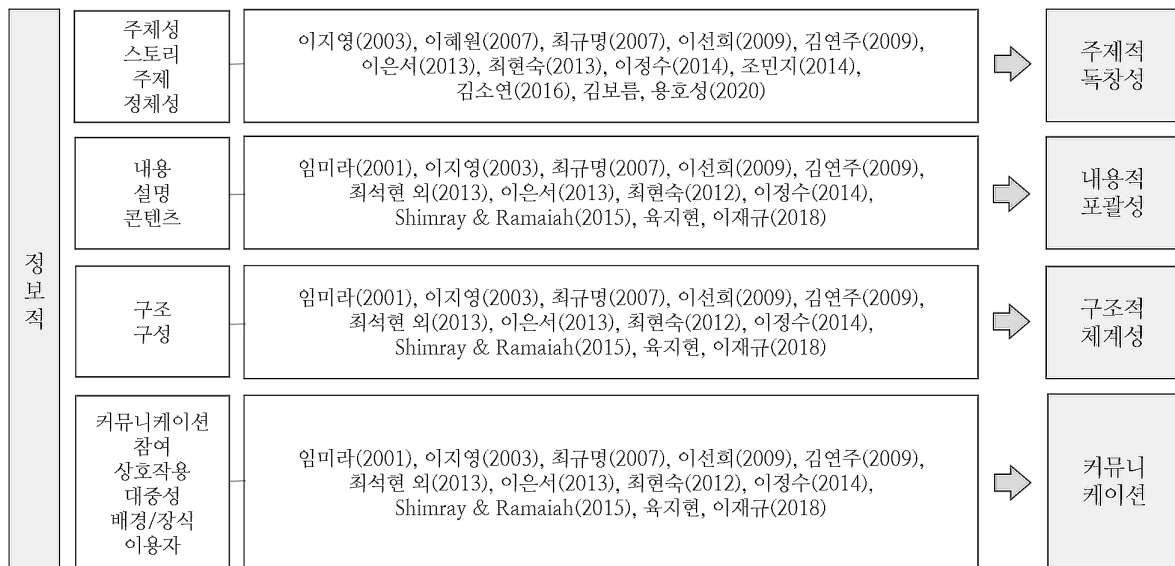 정보적
주체성
스토리
주제
정체성
이지영(2003), 이혜원(2007), 최규명(2007), 이선희(2009), 김연주(2009),
이은서(2013), 최현숙(2013), 이정수(2014), 조민지(2014),
김소연(2016), 김보름, 용호성(2020)
주제적
독창성
내용
설명
콘텐츠
임미라(2001), 이지영(2003), 최규명(2007), 이선희(2009), 김연주(2009),
최석현 외(2013), 이은서(2013), 최현숙(2012), 이정수(2014),
Shimray & Ramaiah(2015), 육지현, 이재규(2018)
내용적
포괄성
구조
구성
임미라(2001), 이지영(2003), 최규명(2007), 이선희(2009), 김연주(2009),
최석현 외(2013), 이은서(2013), 최현숙(2012), 이정수(2014),
Shimray & Ramaiah(2015), 육지현, 이재규(2018)
구조적
체계성
커뮤니케이션
참여
상호작용
대중성
배경/장식
이용자
임미라(2001), 이지영(2003), 최규명(2007), 이선희(2009), 김연주(2009),
최석현 외(2013), 이은서(2013), 최현숙(2012), 이정수(2014),
Shimray & Ramaiah(2015), 육지현, 이재규(2018)
커뮤니
케이션